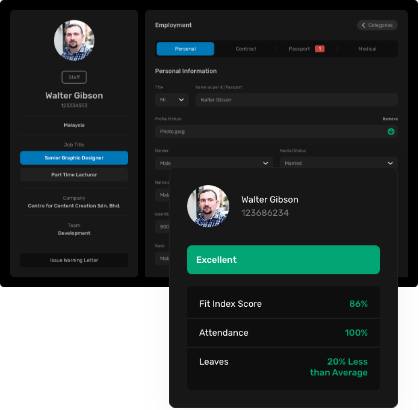 Staff
Walter Gibson
Malaysia
Job Title
Senior Graphic Designer
Part Time Lecturer
Company
Centre for Content Creation Sdn. Bhd.
Team
Development
Issue Warning Letter
Employment
Categories
Personal
Contract
Passport 1
Medical
Personal Information
Title
Name as per IC/Passport
Mr.
Walter Gibson
Photo.jpeg
Remove
Gender
Marital Status
Male
Married
Walter Gibson
123686234
Excellent
Fit Index Score
86%
Attendance
100%
Leaves
20% Less
than Average